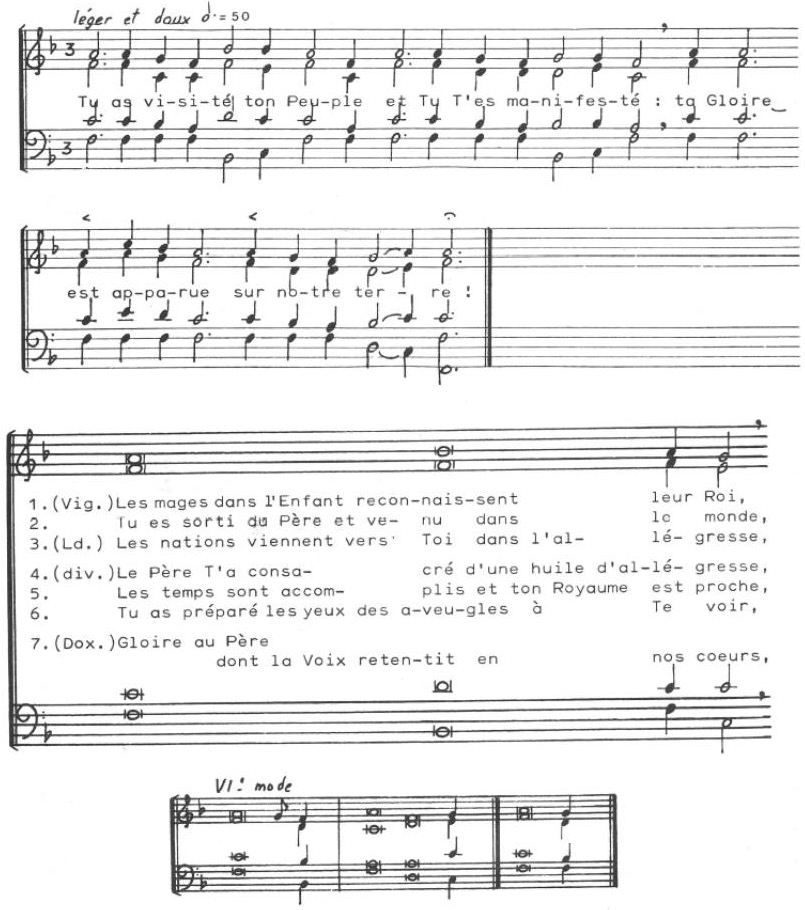 léger et doux = 50
3
Tu as vi-si-té ton Peu-ple et Tu T'es ma-ni-fes-té : ta Gloire
3
est ap-pa-rue sur no-tre ter - re !
1.(Vig.)Les mages dans l'Enfant recon-nais-sent leur Roi,
2. Tu es sorti du Père et ve- nu dans le monde,
3.(Ld.) Les nations viennent vers Toi dans l'al- lé- gresse,
4.(div.)Le Père T'a consa- cré d'une huile d'al-lé- gresse,
5. Les temps sont accom- plis et ton Royaume est proche,
6. Tu as préparé les yeux des a-veu-gles à Te voir,
7.(Dox.)Gloire au Père
dont la Voix reten-tit en nos coeurs,
VI. mode